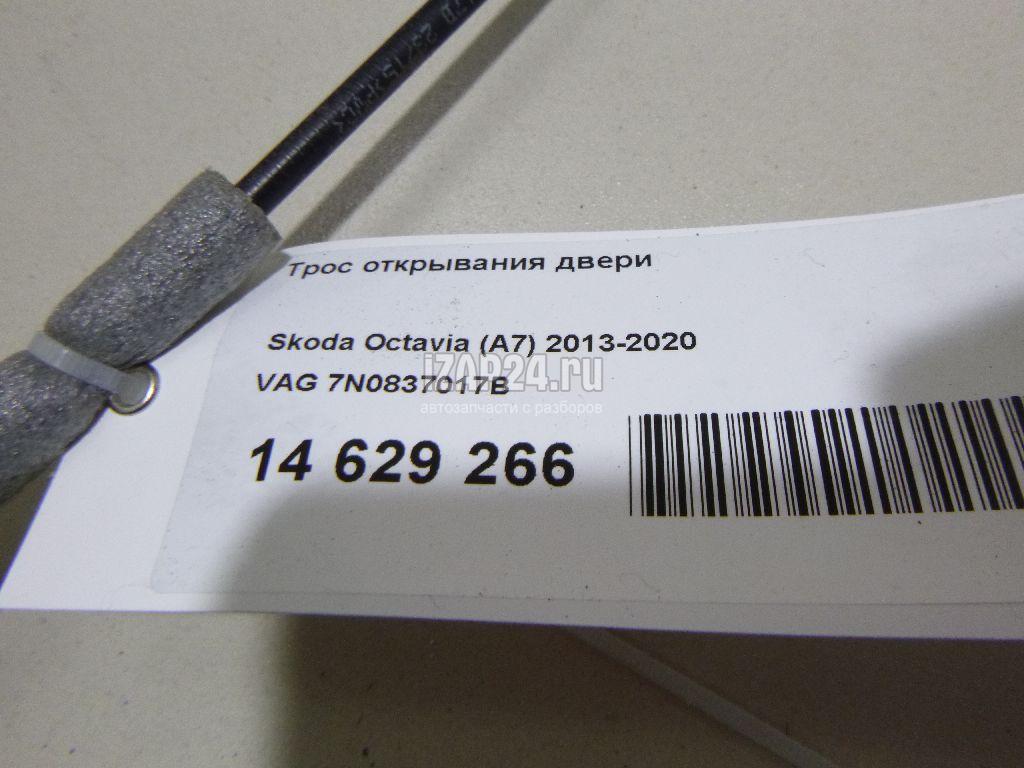 Трос открывания двери
Skoda Octavia (A7) 2013-2020
iZAP24.ru
VAG 7N0837017B
автозапчасти с разборов
14 629 266